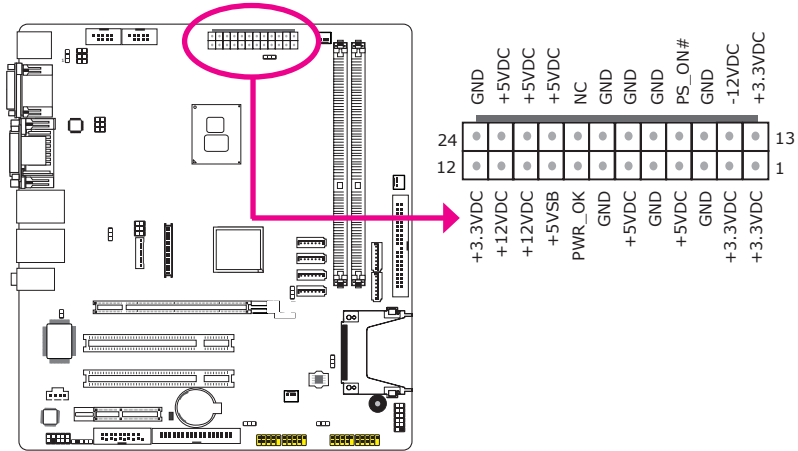 GND
+5VDC
+5VDC
+5VDC
NC
GND
GND
GND
PS_ON#
GND
-12VDC
+3.3VDC
24
13
12
1
+3.3VDC
+12VDC
+12VDC
+5VSB
PWR_OK
GND
+5VDC
GND
+5VDC
GND
+3.3VDC
+3.3VDC